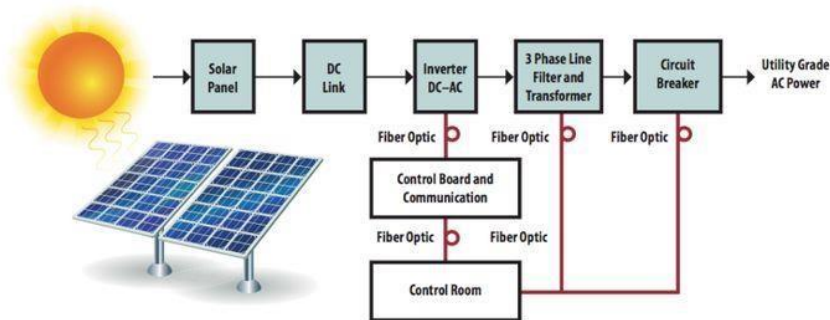 Solar
Panel
DC
Link
Inverter
DC–AC
3 Phase Line
Filter and
Transformer
Circuit
Breaker
Utility Grade
AC Power
Fiber Optic
Fiber Optic
Fiber Optic
Control Board and
Communication
Fiber Optic
Fiber Optic
Control Room